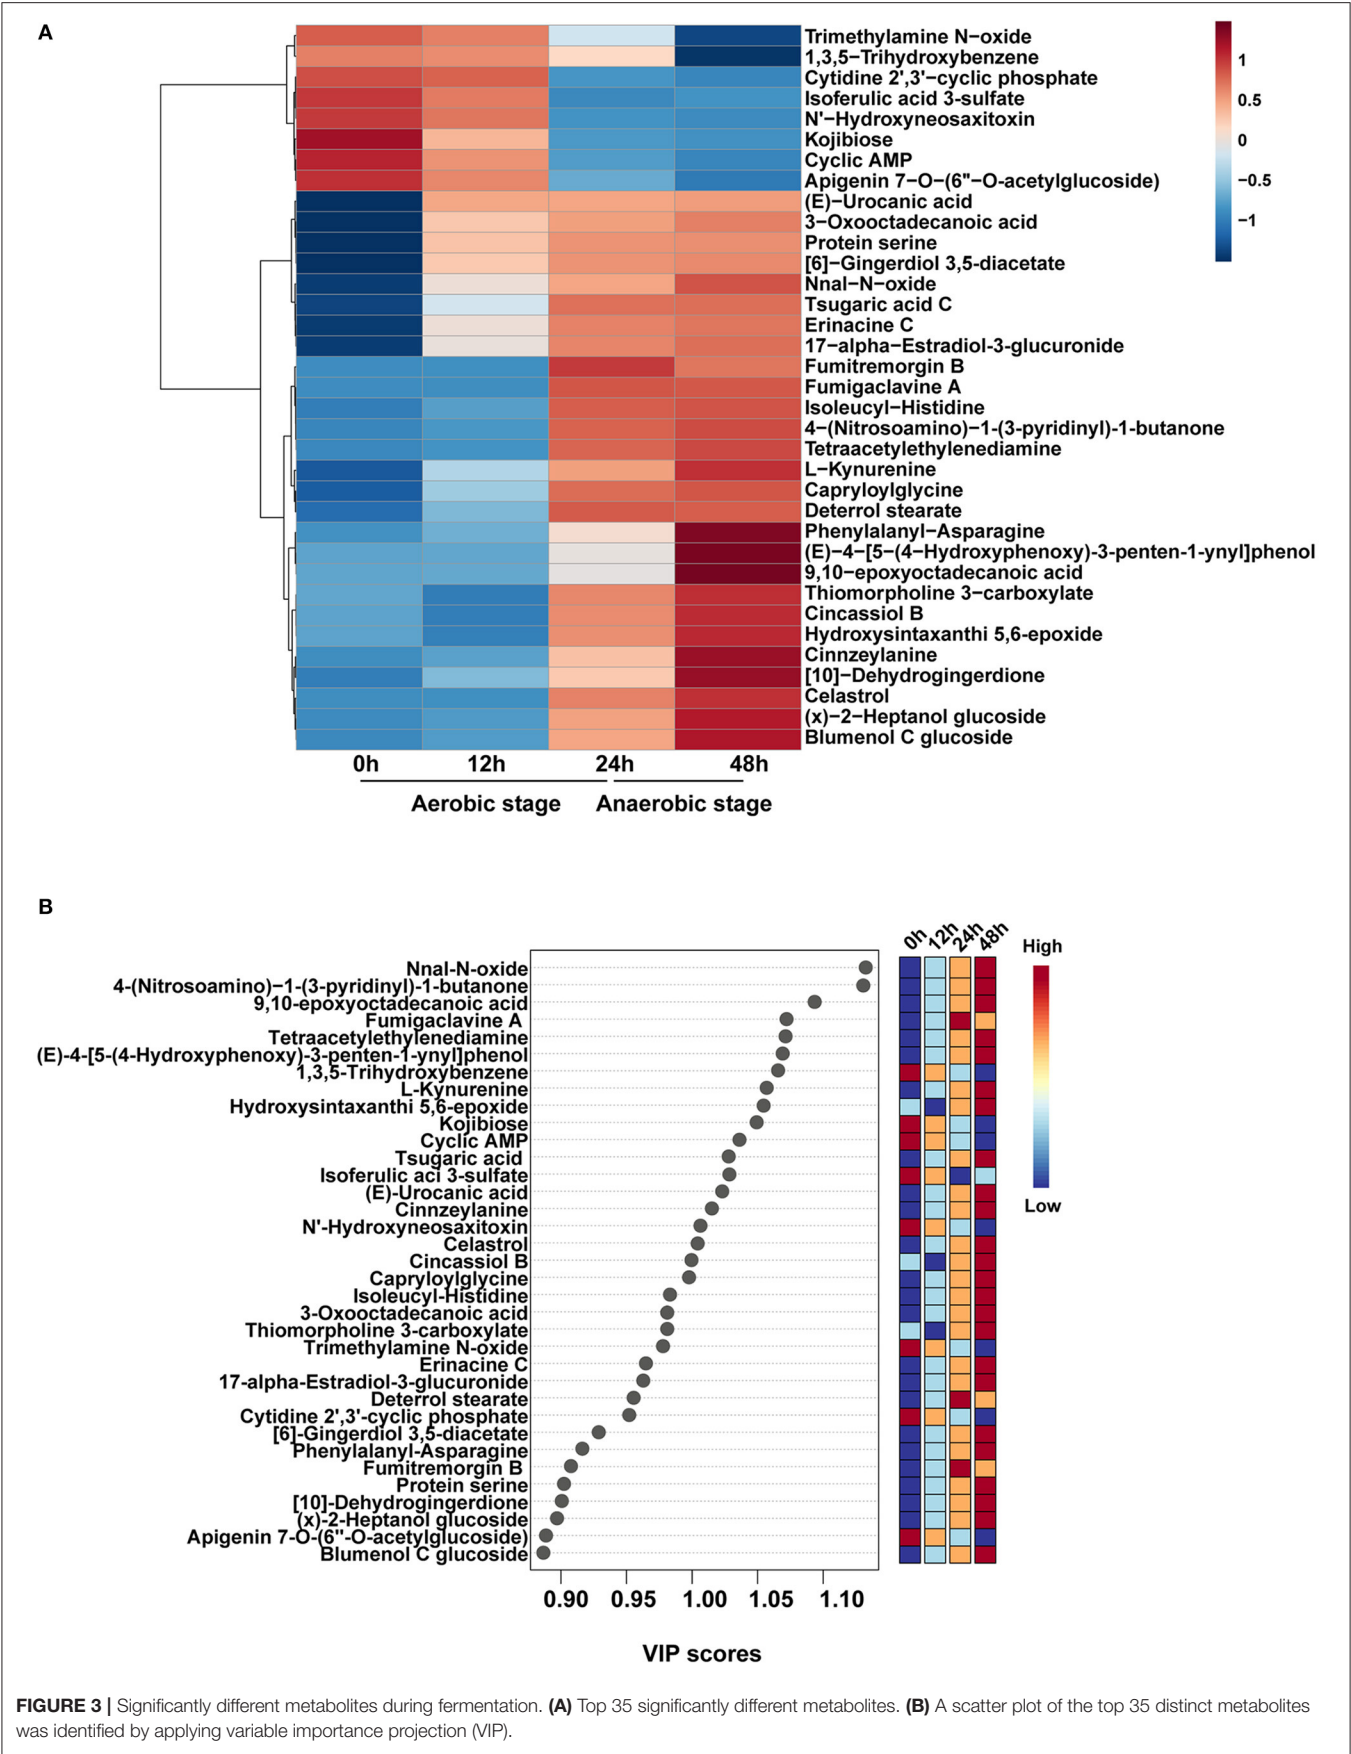 A
Trimethylamine N−oxide
1,3,5−Trihydroxybenzene
Cytidine 2',3'−cyclic phosphate
Isoferulic acid 3-sulfate
N'−Hydroxyneosaxitoxin
Kojibiose
Cyclic AMP
Apigenin 7−O−(6"−O-acetylglucoside)
(E)−Urocanic acid
3−Oxooctadecanoic acid
Protein serine
[6]−Gingerdiol 3,5-diacetate
Nnal−N−oxide
Tsugaric acid C
Erinacine C
17−alpha−Estradiol-3-glucuronide
Fumitremorgin B
Fumigaclavine A
Isoleucyl−Histidine
4−(Nitrosoamino)−1-(3-pyridinyl)-1-butanone
Tetraacetylethylenediamine
L−Kynurenine
Capryloylglycine
Deterrol stearate
Phenylalanyl−Asparagine
(E)−4−[5−(4−Hydroxyphenoxy)-3-penten-1-ynyl]phenol
9,10−epoxyoctadecanoic acid
Thiomorpholine 3−carboxylate
Cincassiol B
Hydroxysintaxanthi 5,6-epoxide
Cinnzeylanine
[10]−Dehydrogingerdione
Celastrol
(x)−2−Heptanol glucoside
Blumenol C glucoside
1
0.5
0
−0.5
−1
0h 12h 24h 48h
Aerobic stage Anaerobic stage
B
0h 12h 24h 48h
High
Low
Nnal-N-oxide
4-(Nitrosoamino)−1-(3-pyridinyl)-1-butanone
9,10-epoxyoctadecanoic acid
Fumigaclavine A
Tetraacetylethylenediamine
(E)-4-[5-(4-Hydroxyphenoxy)-3-penten-1-ynyl]phenol
1,3,5-Trihydroxybenzene
L-Kynurenine
Hydroxysintaxanthi 5,6-epoxide
Kojibiose
Cyclic AMP
Tsugaric acid
Isoferulic aci 3-sulfate
(E)-Urocanic acid
Cinnzeylanine
N'-Hydroxyneosaxitoxin
Celastrol
Cincassiol B
Capryloylglycine
Isoleucyl-Histidine
3-Oxooctadecanoic acid
Thiomorpholine 3-carboxylate
Trimethylamine N-oxide
Erinacine C
17-alpha-Estradiol-3-glucuronide
Deterrol stearate
Cytidine 2',3'-cyclic phosphate
[6]-Gingerdiol 3,5-diacetate
Phenylalanyl-Asparagine
Fumitremorgin B
Protein serine
[10]-Dehydrogingerdione
(x)-2-Heptanol glucoside
Apigenin 7-O-(6"-O-acetylglucoside)
Blumenol C glucoside
0.90 0.95 1.00 1.05 1.10
VIP scores
FIGURE 3 | Significantly different metabolites during fermentation. (A) Top 35 significantly different metabolites. (B) A scatter plot of the top 35 distinct metabolites
was identified by applying variable importance projection (VIP).